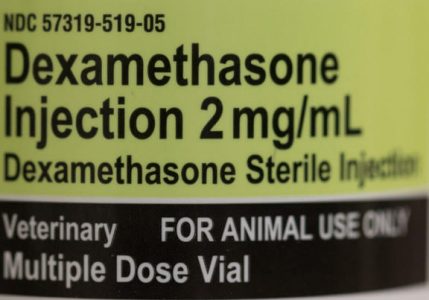 NDC 57319-519-05
Dexamethasone
Injection 2 mg/mL
Dexamethasone Sterile Injection
Veterinary FOR ANIMAL USE ONLY
Multiple Dose Vial